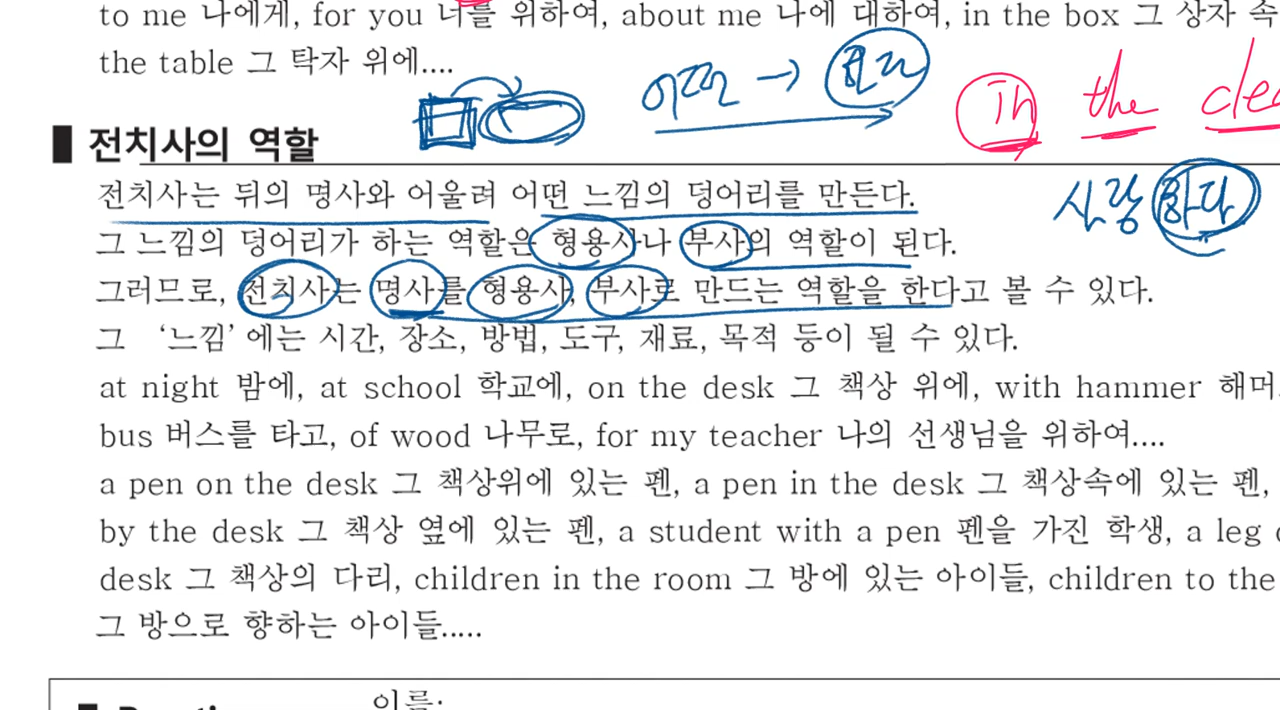 to me 나에게, for you 너를 위하여, about me 나에 대하여, in the box 그 상자 속
the table 그 탁자 위에....
어떤 →
in the
전치사의 역할
사랑하다
전치사는 뒤의 명사와 어울려 어떤 느낌의 덩어리를 만든다.
그 느낌의 덩어리가 하는 역할은 형용사나 부사의 역할이 된다.
그러므로, 전치사는 명사를 형용사, 부사로 만드는 역할을 한다고 볼 수 있다.
그 ‘느낌’에는 시간, 장소, 방법, 도구, 재료, 목적 등이 될 수 있다.
at night 밤에, at school 학교에, on the desk 그 책상 위에, with hammer 해머
bus 버스를 타고, of wood 나무로, for my teacher 나의 선생님을 위하여....
a pen on the desk 그 책상위에 있는 펜, a pen in the desk 그 책상속에 있는 펜,
by the desk 그 책상 옆에 있는 펜, a student with a pen 펜을 가진 학생, a leg
desk 그 책상의 다리, children in the room 그 방에 있는 아이들, children to the
그 방으로 향하는 아이들.....
이름: